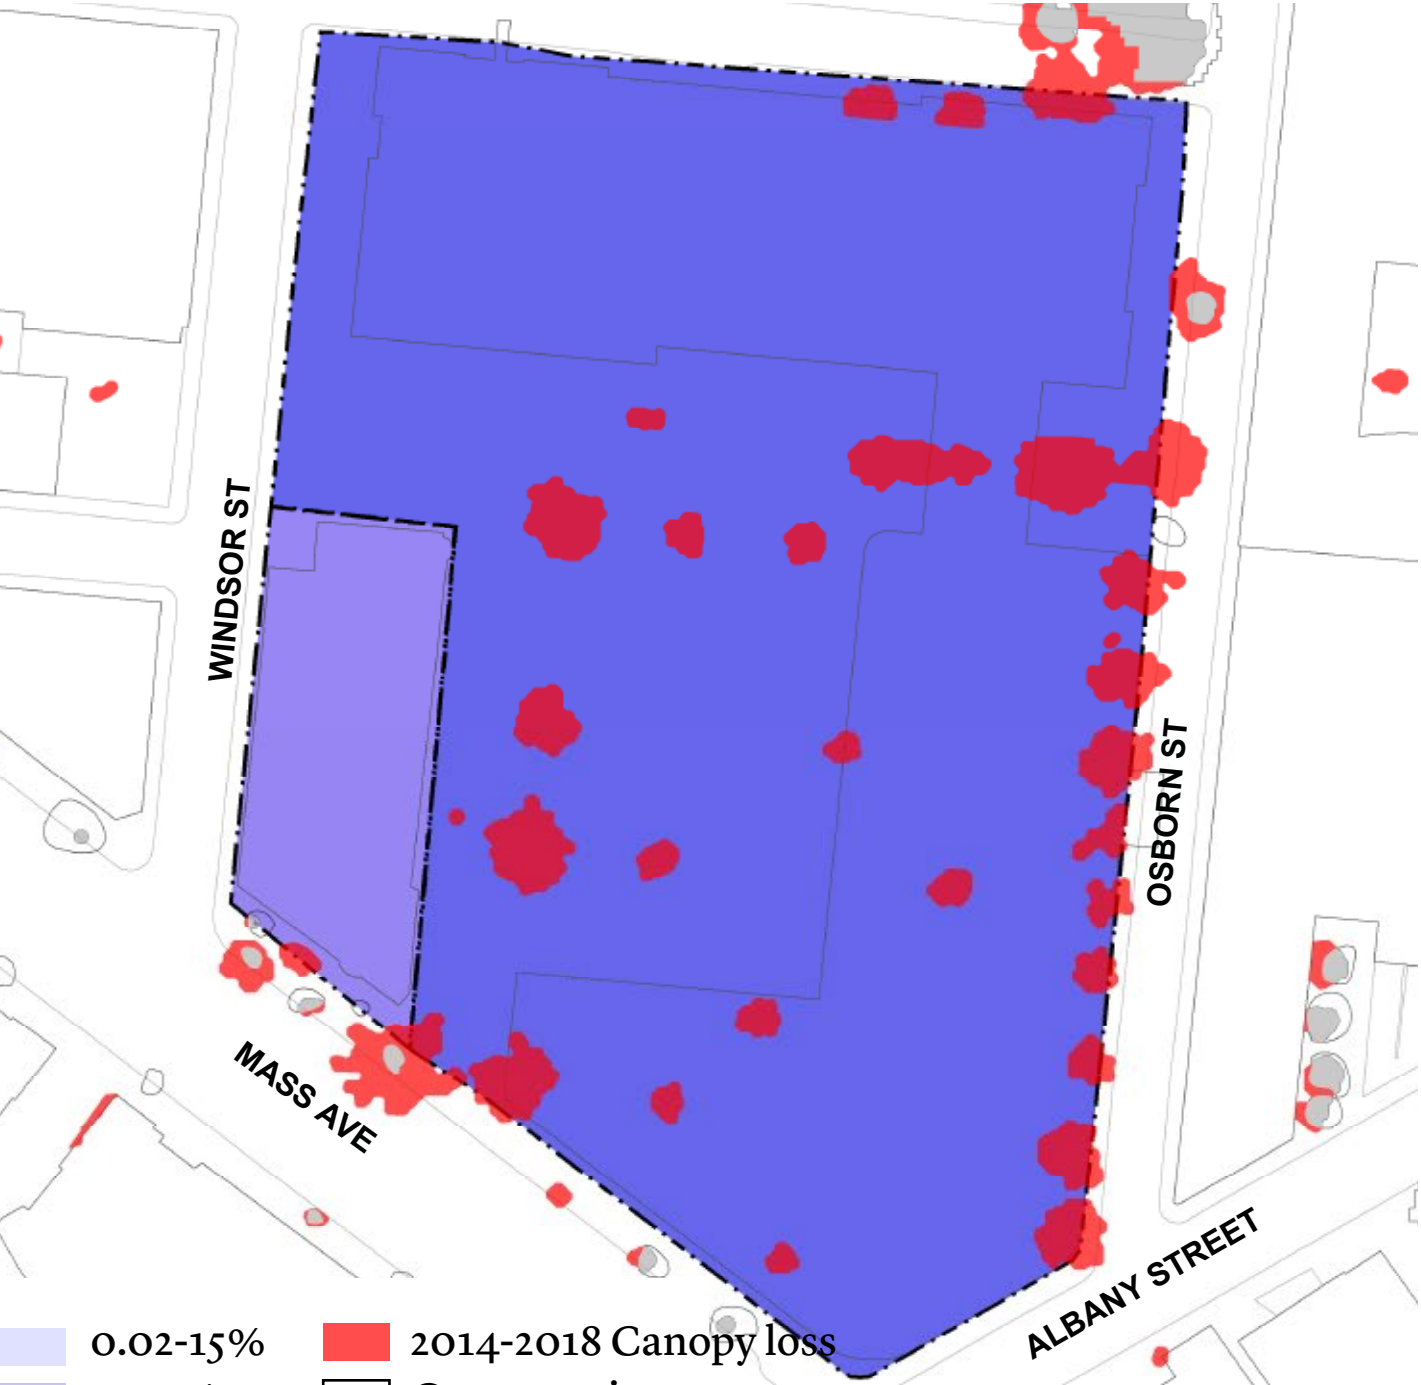 WINDSOR ST
OSBORN ST
MASS AVE
ALBANY STREET
0.02-15%
2014-2018 Canopy loss